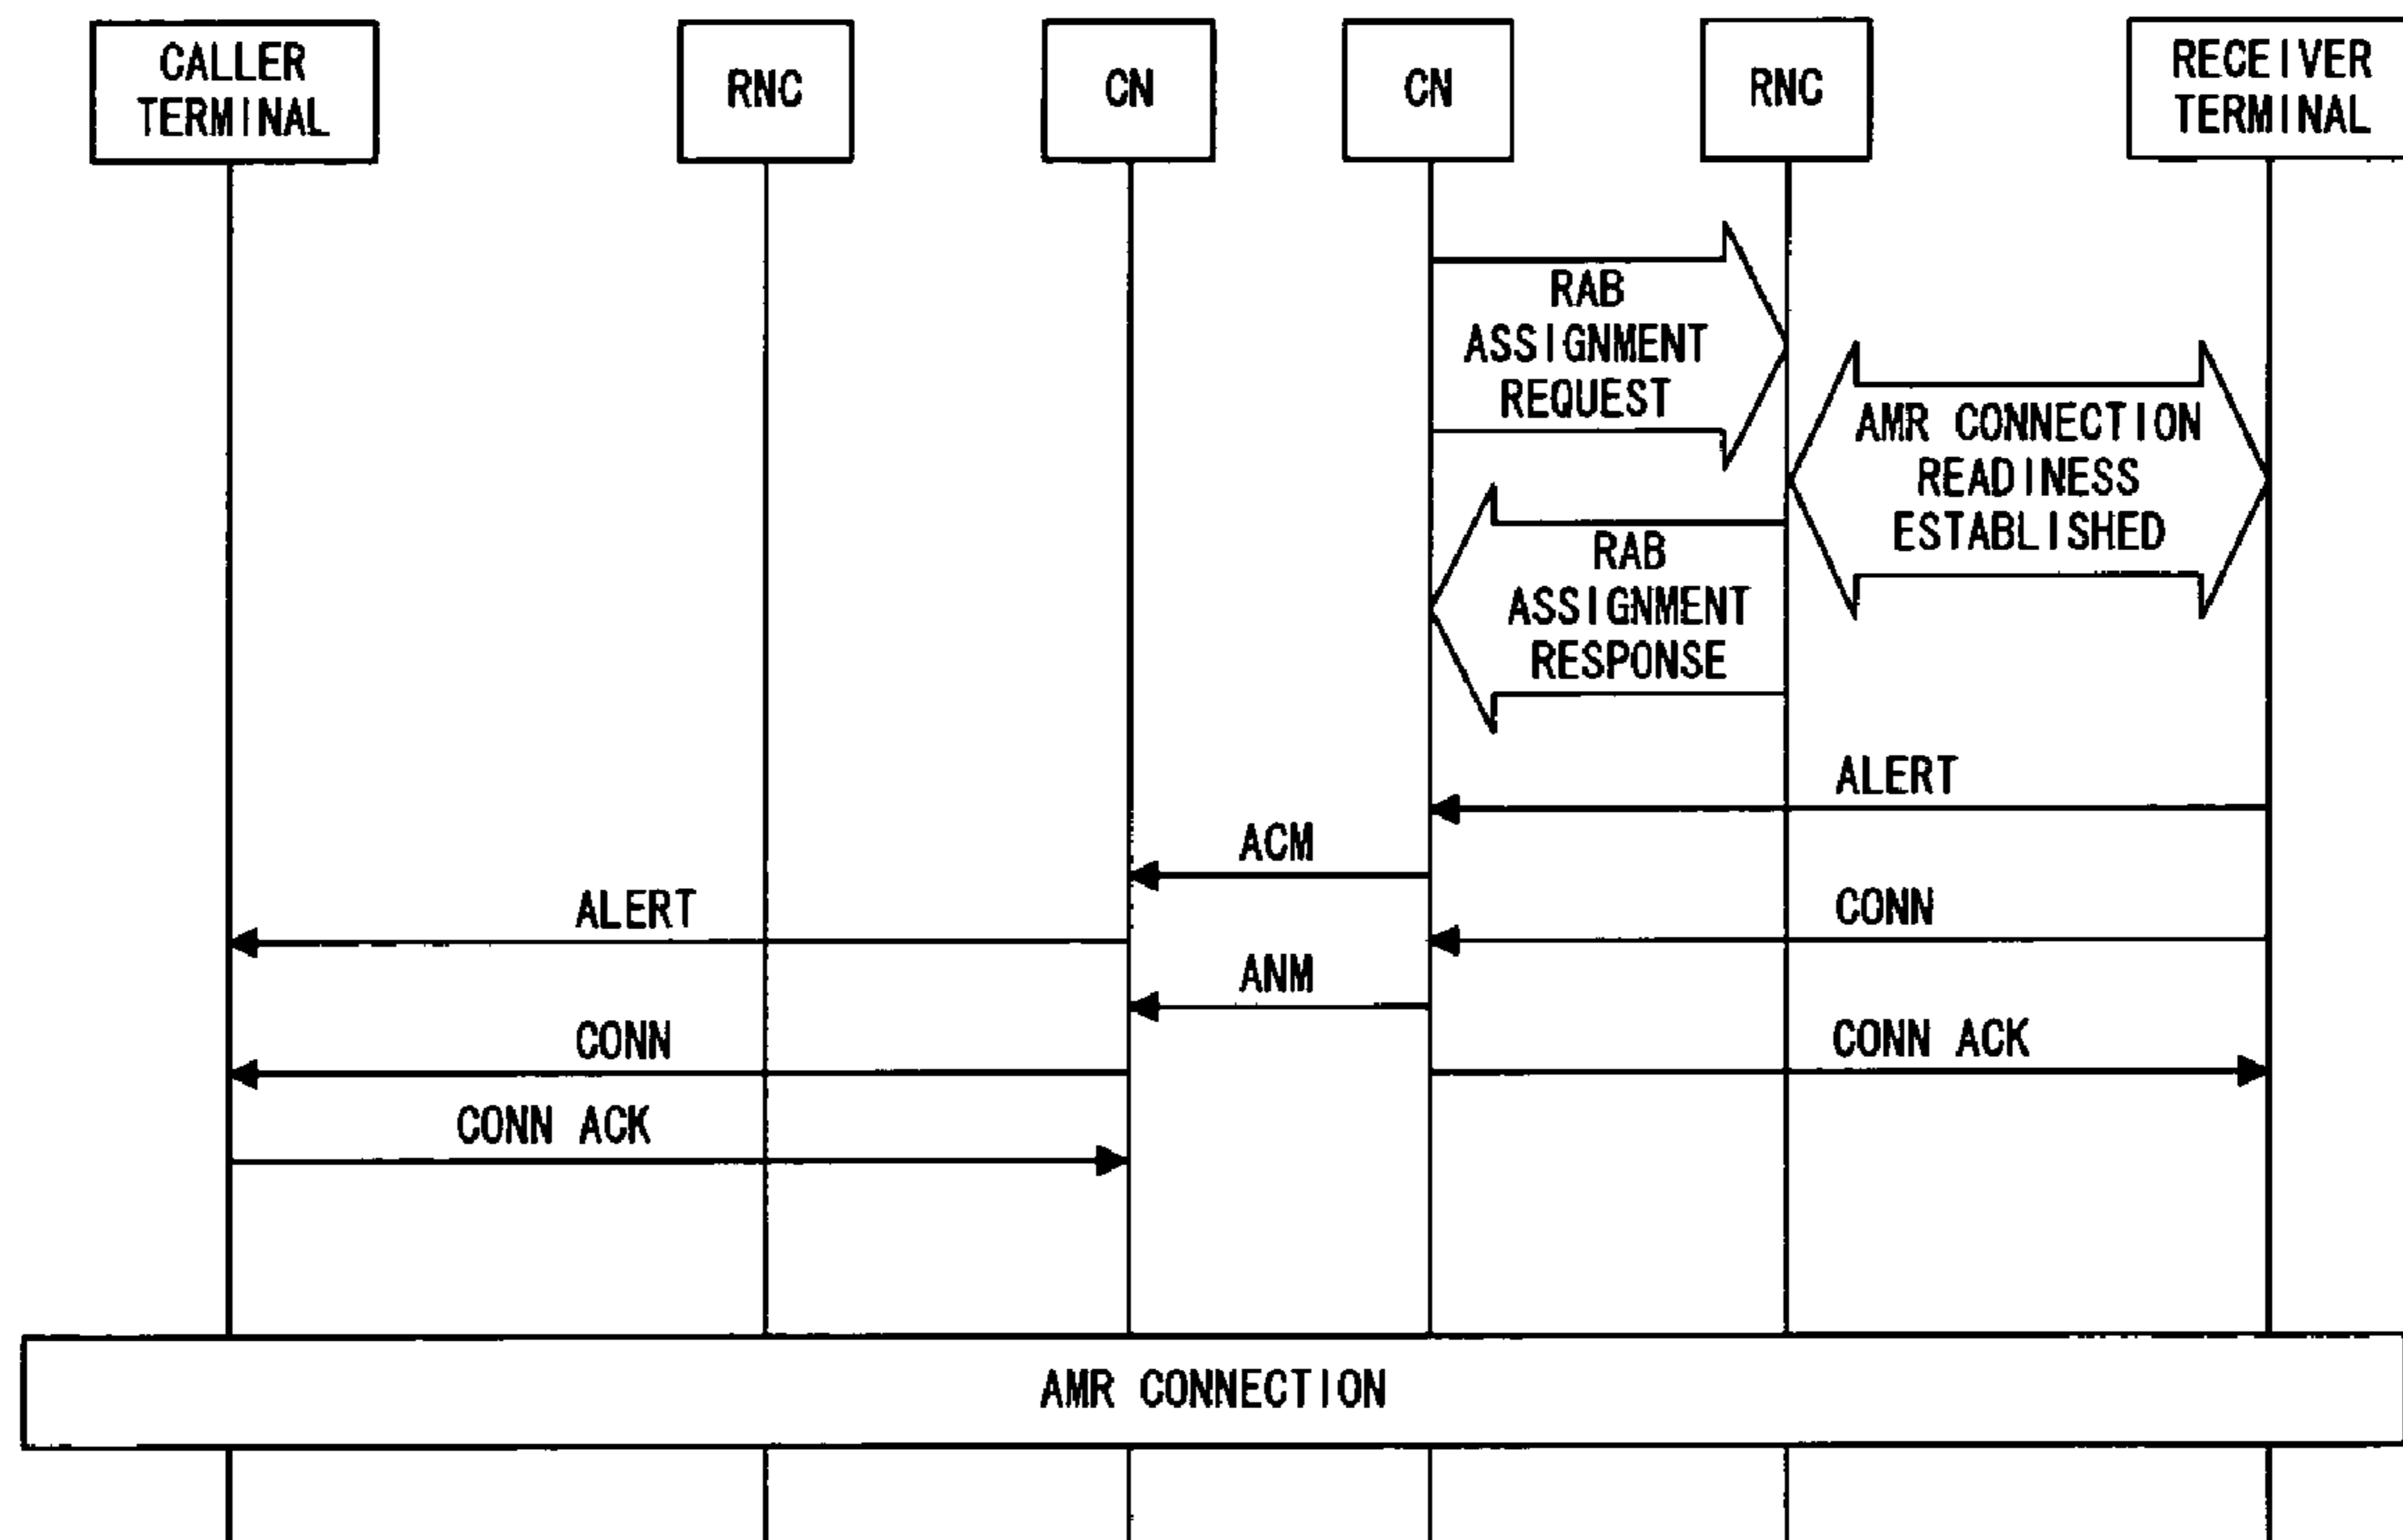 CALLER
TERMINAL
RNC
CN
CN
RNC
RECEIVER
TERMINAL
RAB
ASSIGNMENT
REQUEST
AMR CONNECTION
READINESS
ESTABLISHED
RAB
ASSIGNMENT
RESPONSE
ALERT
ACM
ALERT
CONN
ANM
CONN
CONN ACK
CONN ACK
AMR CONNECTION